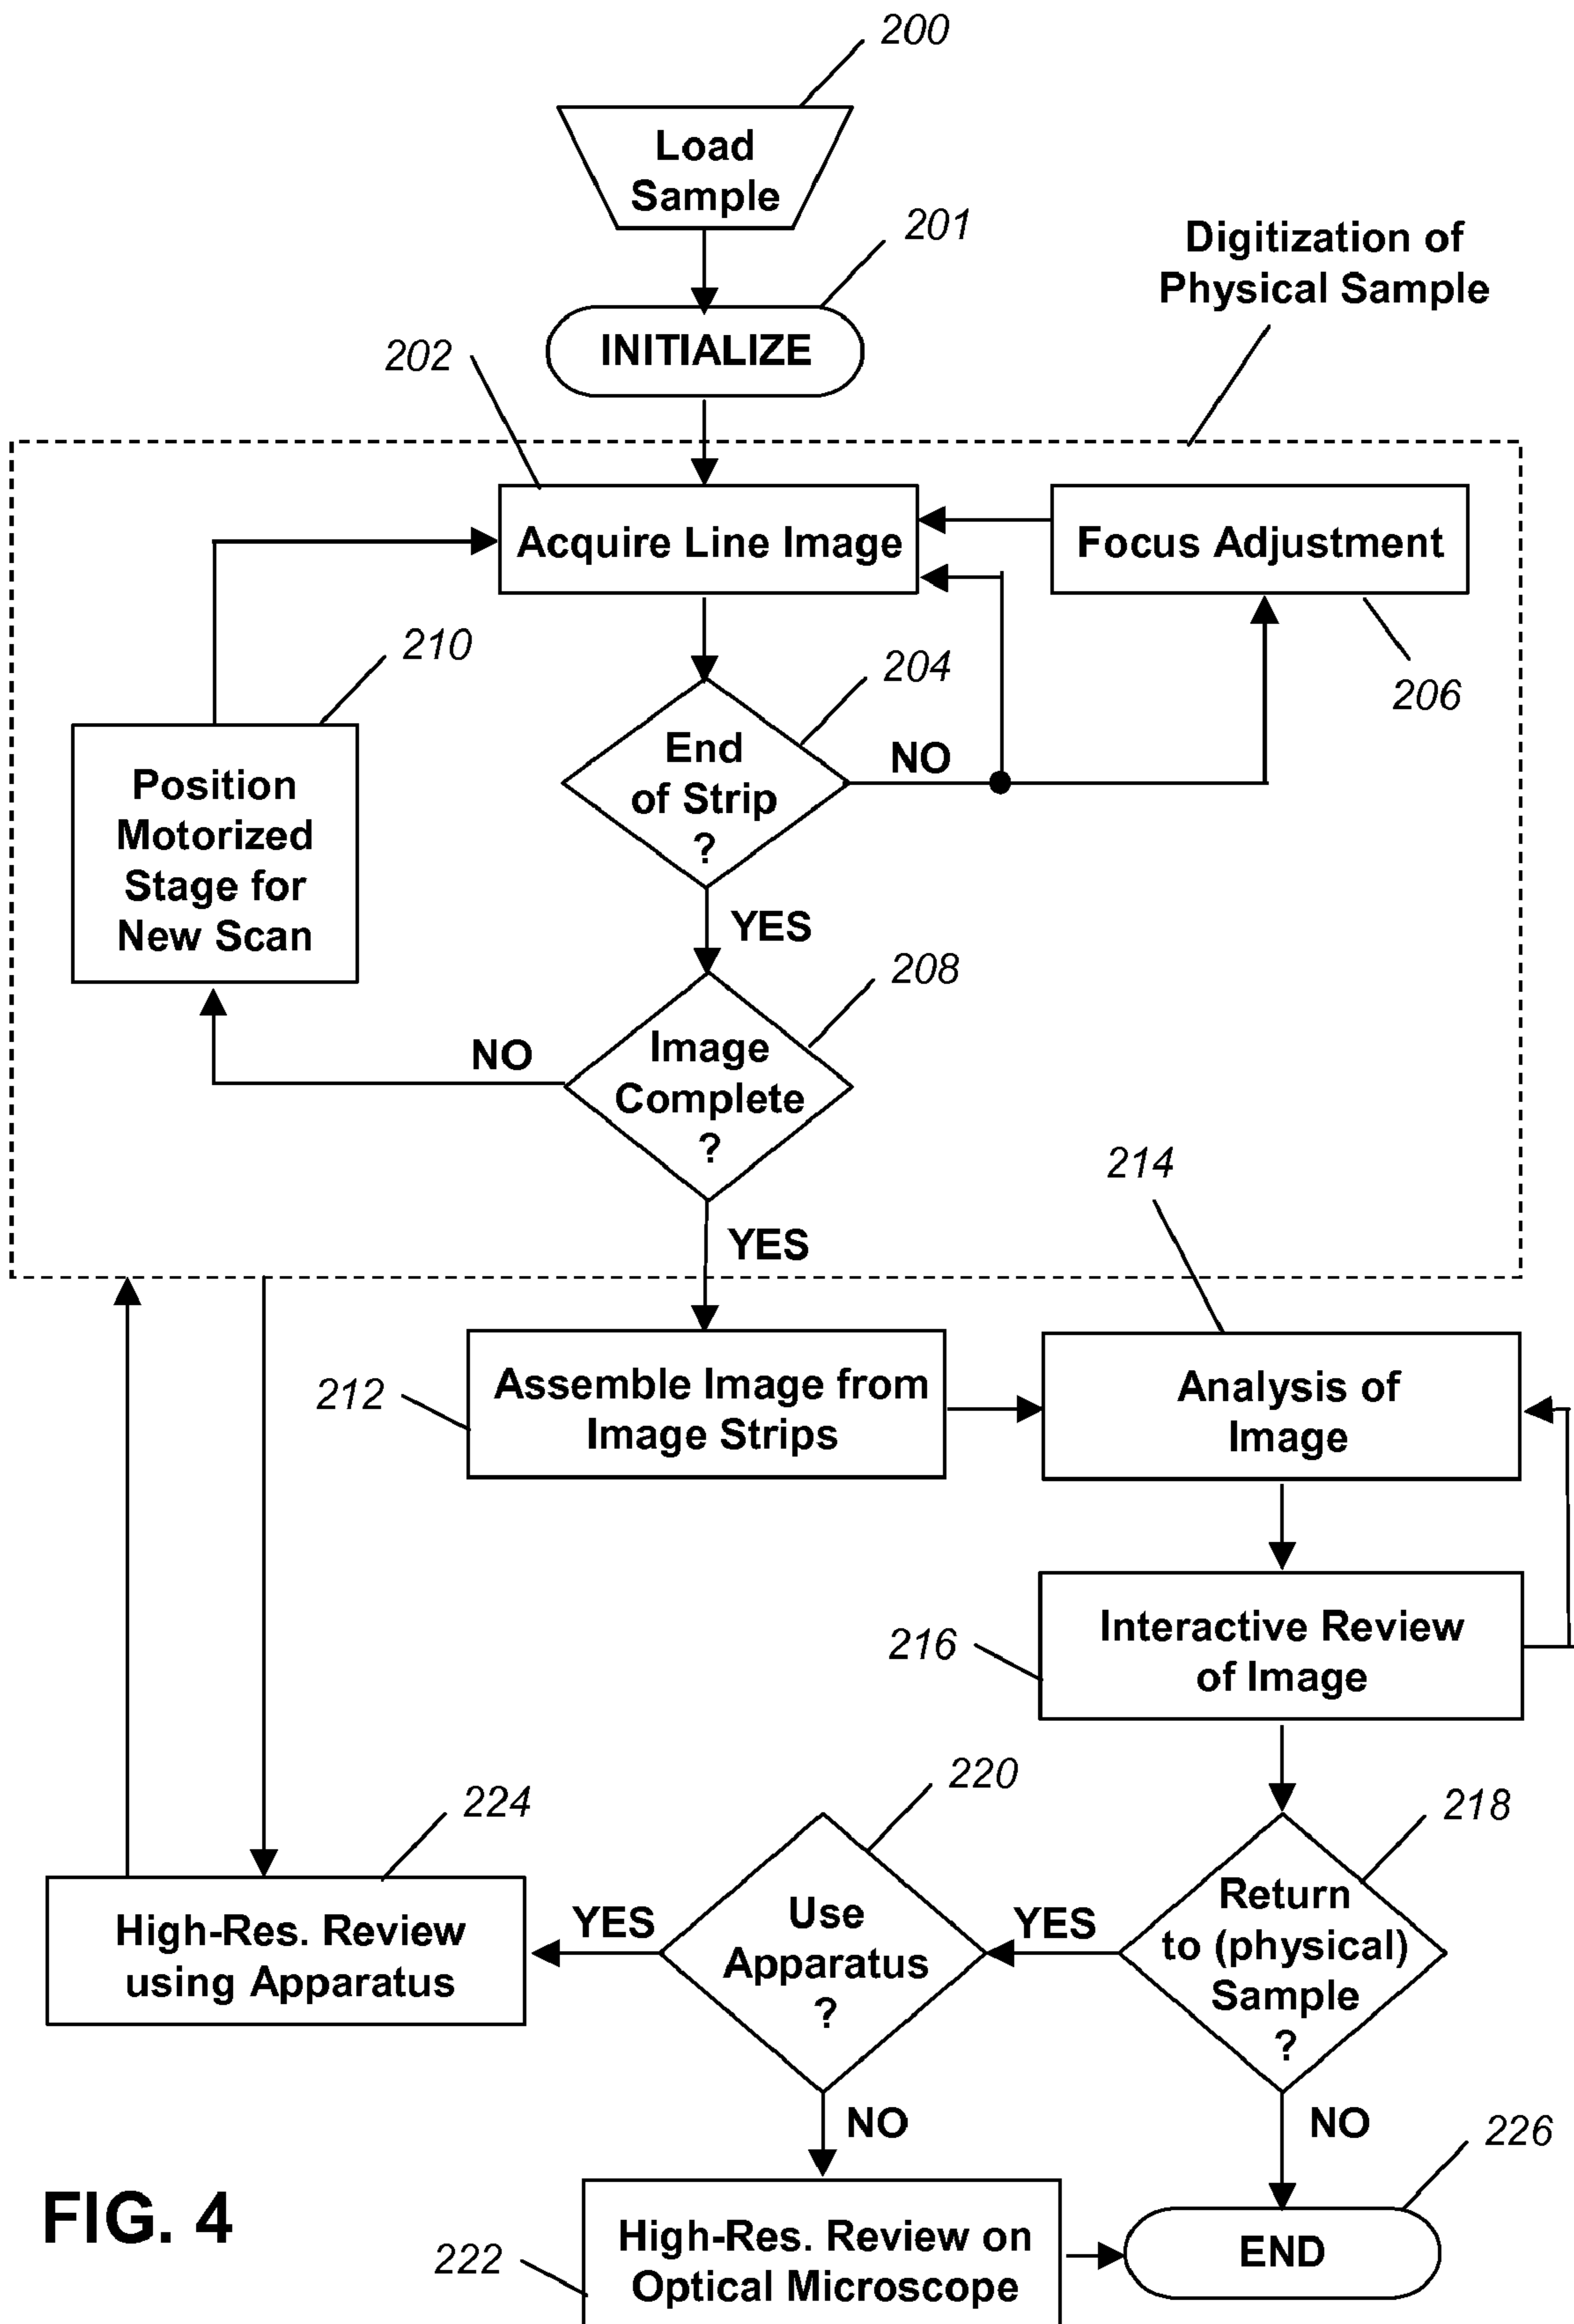 200
Load
Sample
201
INITIALIZE
Digitization of
Physical Sample
202
Acquire Line Image
Focus Adjustment
210
204
206
End
of Strip
?
NO
Position
Motorized
Stage for
New Scan
YES
208
NO
Image
Complete
?
214
YES
212
Assemble Image from
Image Strips
Analysis of
Image
216
Interactive Review
of Image
220
218
224
High-Res. Review
using Apparatus
YES
Use
Apparatus
?
YES
Return
to (physical)
Sample
?
NO
NO
226
FIG. 4
222
High-Res. Review on
Optical Microscope
END